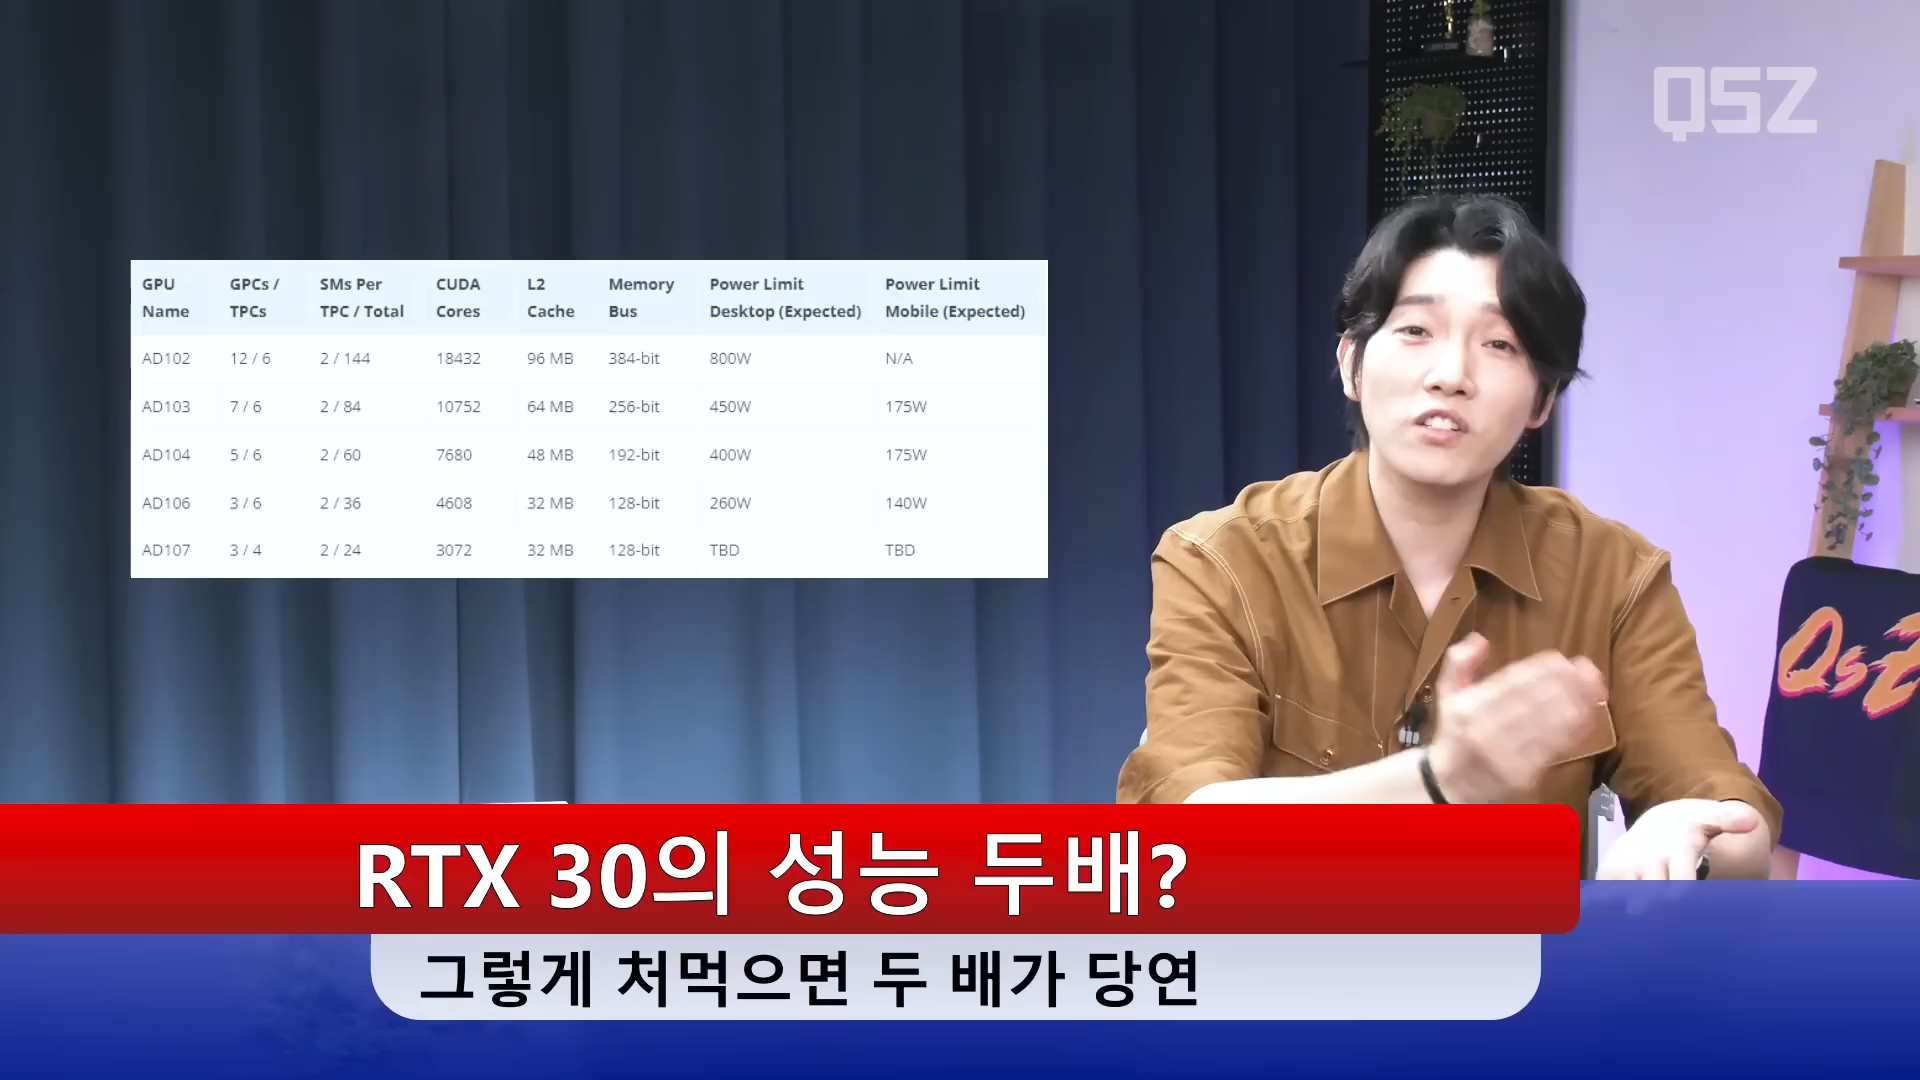 QSZ
GPU Name | GPCs / TPCs | SMs Per TPC / Total | CUDA Cores | L2 Cache | Memory Bus | Power Limit Desktop (Expected) | Power Limit Mobile (Expected)
AD102 | 12 / 6 | 2 / 144 | 18432 | 96 MB | 384-bit | 800W | N/A
AD103 | 7 / 6 | 2 / 84 | 10752 | 64 MB | 256-bit | 450W | 175W
AD104 | 5 / 6 | 2 / 60 | 7680 | 48 MB | 192-bit | 400W | 175W
AD106 | 3 / 6 | 2 / 36 | 4608 | 32 MB | 128-bit | 260W | 140W
AD107 | 3 / 4 | 2 / 24 | 3072 | 32 MB | 128-bit | TBD | TBD
QsZ
RTX 30의 성능 두배?
그렇게 처먹으면 두 배가 당연